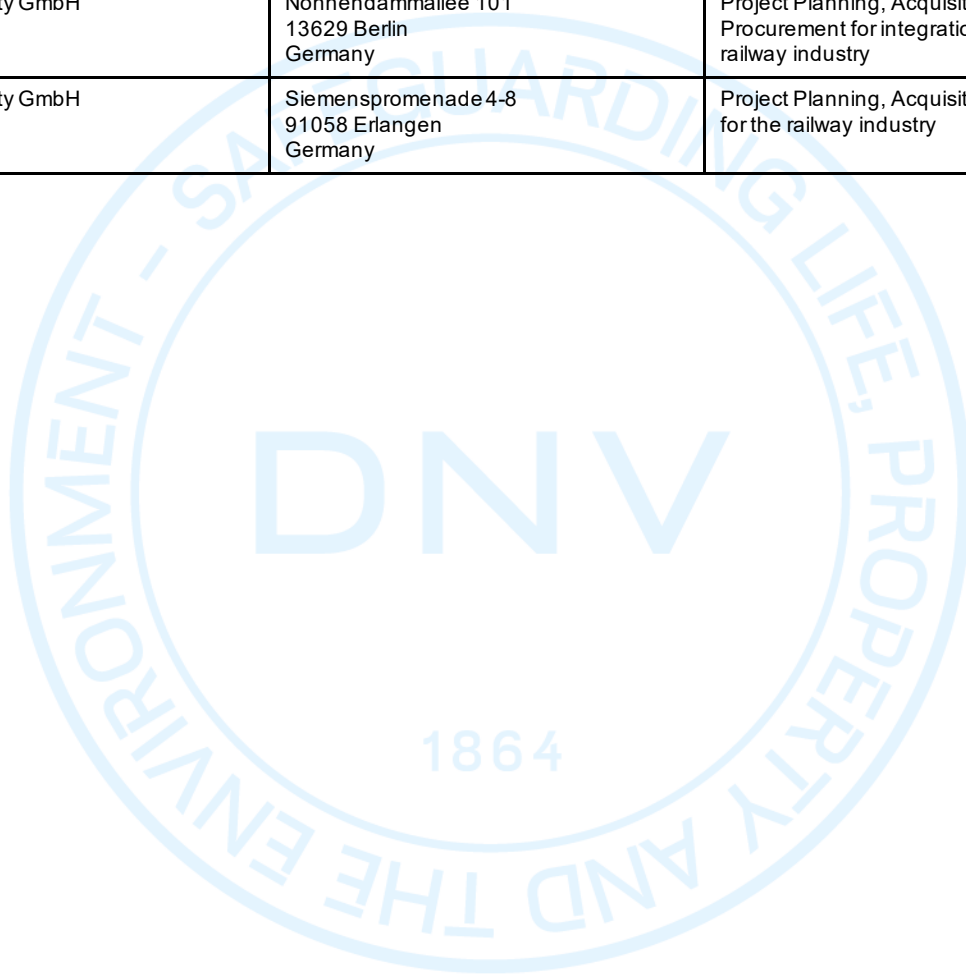 ty GmbH
Nonnendammallee 101
13629 Berlin
Germany
Project Planning, Acquisit
Procurement for integratio
railway industry
ty GmbH
Siemenspromenade 4-8
91058 Erlangen
Germany
Project Planning, Acquisit
for the railway industry
SAFEGUARDING LIFE, PROPERTY AND THE ENVIRONMENT –
DNV
1864